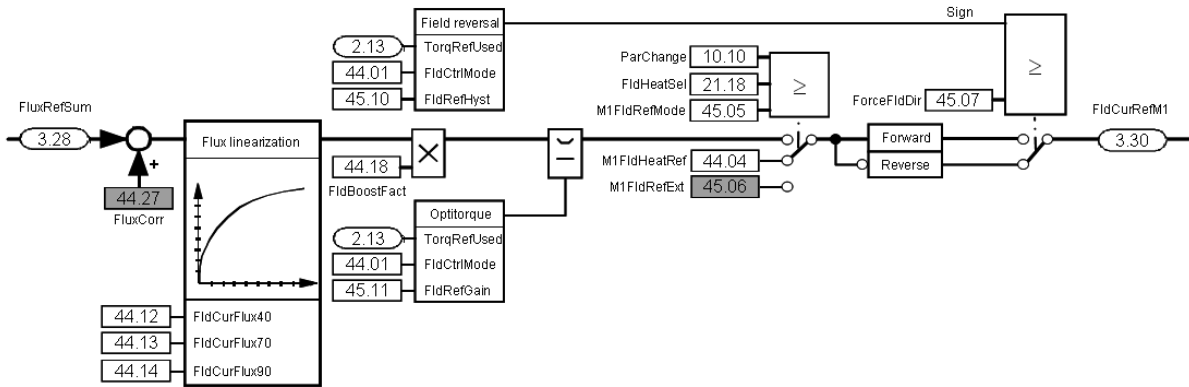 Field reversal
Sign
2.13 TorqRefUsed
44.01 FldCtrlMode
45.10 FldRefHyst
ParChange 10.10
FldHeatSel 21.18
M1FldRefMode 45.05
≥
≥
ForceFldDir 45.07
FluxRefSum
3.28
+
44.27
FluxCorr
Flux linearization
44.18
FldBoostFact
M1FldHeatRef 44.04
M1FldRefExt 45.06
Forward
Reverse
FldCurRefM1
3.30
Optitorque
2.13 TorqRefUsed
44.01 FldCtrlMode
45.11 FldRefGain
44.12 FldCurFlux40
44.13 FldCurFlux70
44.14 FldCurFlux90